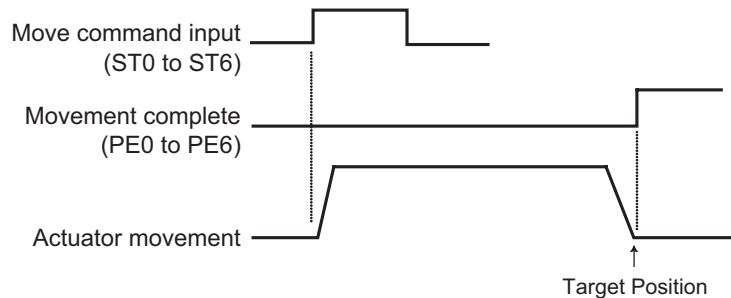 Move command input
(ST0 to ST6)
Movement complete
(PE0 to PE6)
Actuator movement
Target Position